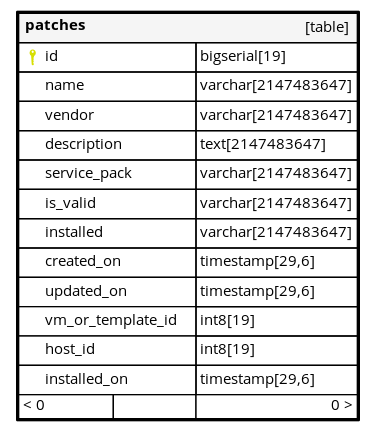 patches [table]
id bigserial[19]
name varchar[2147483647]
vendor varchar[2147483647]
description text[2147483647]
service_pack varchar[2147483647]
is_valid varchar[2147483647]
installed varchar[2147483647]
created_on timestamp[29,6]
updated_on timestamp[29,6]
vm_or_template_id int8[19]
host_id int8[19]
installed_on timestamp[29,6]
< 0 0 >